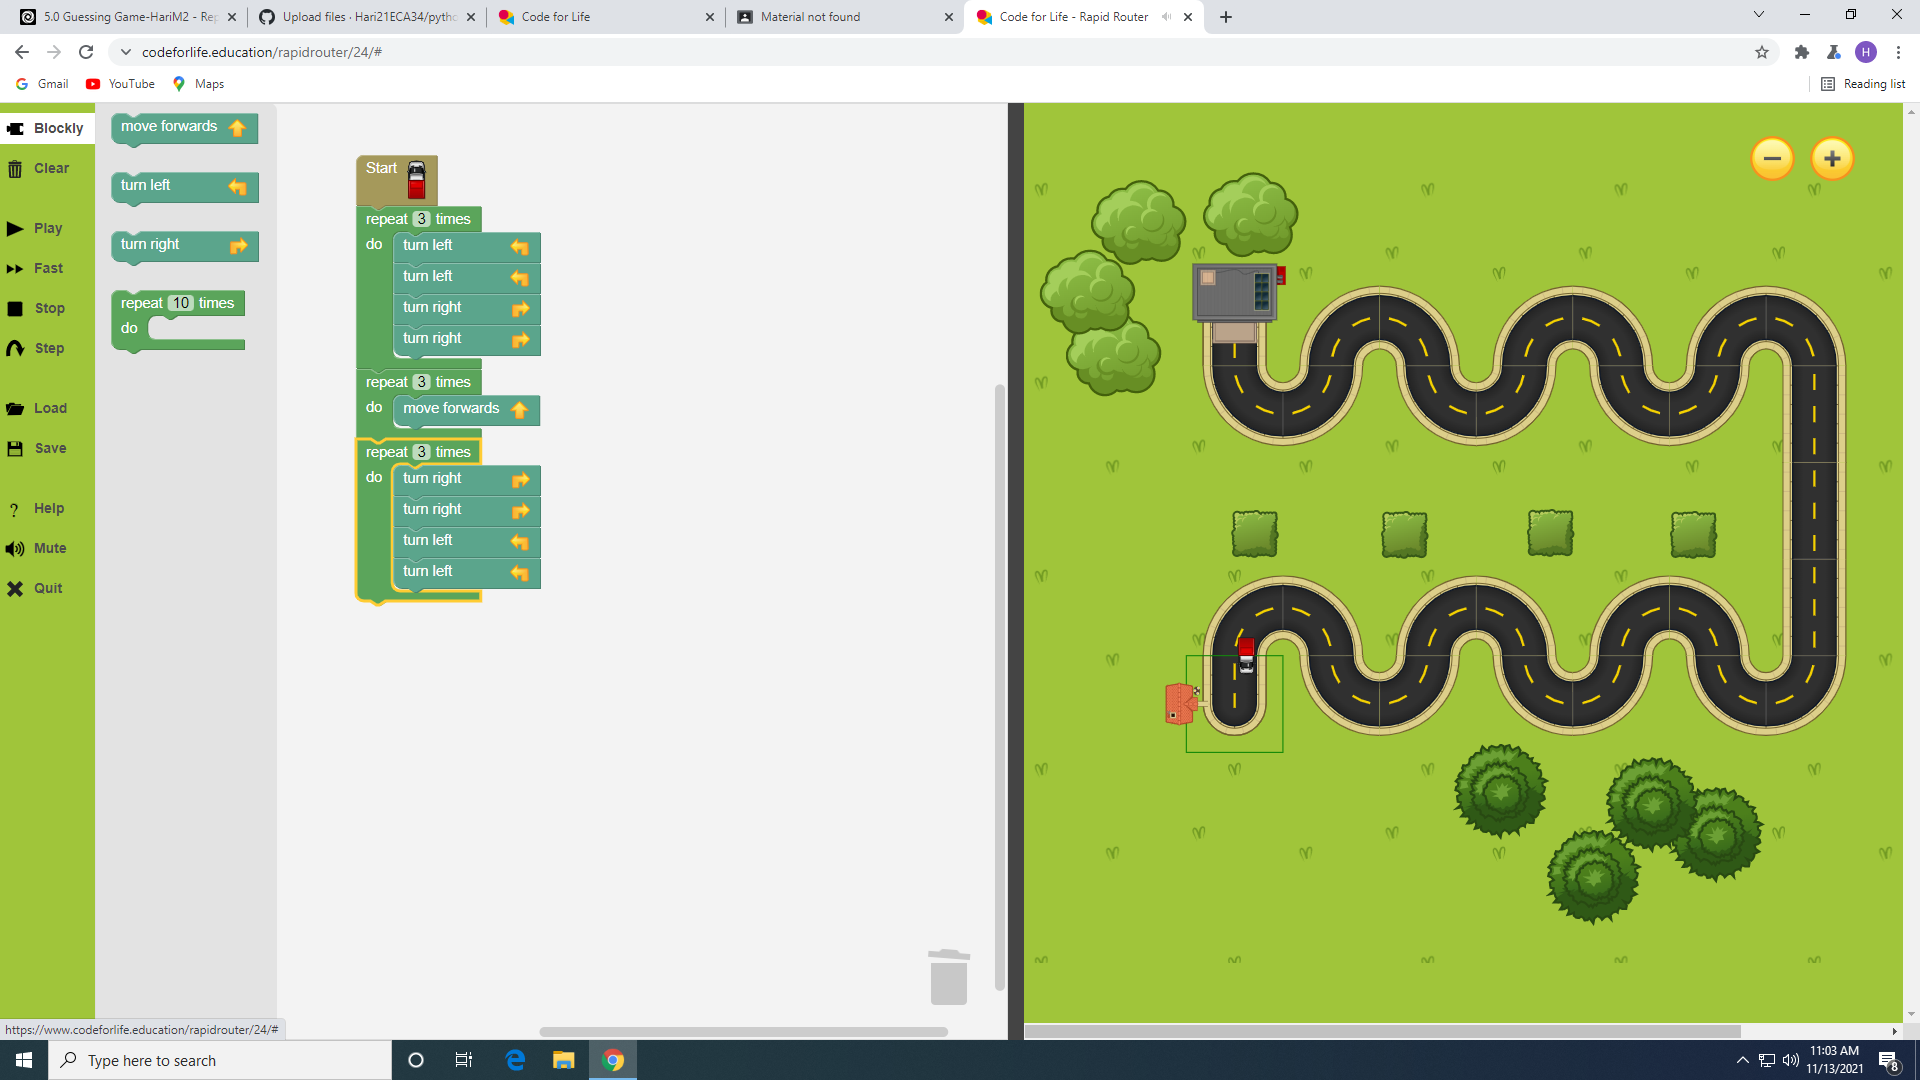 5.0 Guessing Game-HariM2 - Rep
Upload files · Hari21ECA34/pytho
Code for Life
Material not found
Code for Life - Rapid Router
codeforlife.education/rapidrouter/24/#
H
Gmail
YouTube
Maps
Reading list
Blockly
Clear
Play
Fast
Stop
Step
Load
Save
Help
Mute
Quit
move forwards
turn left
turn right
repeat 10 times
do
Start
repeat 3 times
do
turn left
turn left
turn right
turn right
repeat 3 times
do
move forwards
repeat 3 times
do
turn right
turn right
turn left
turn left
https://www.codeforlife.education/rapidrouter/24/#
Type here to search
11:03 AM
11/13/2021
8